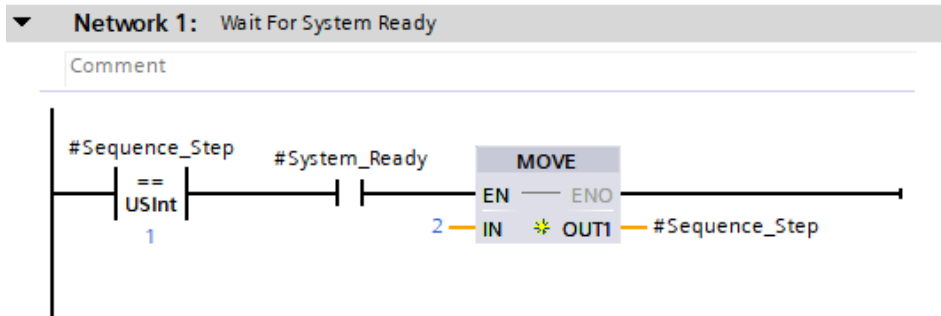 Network 1: Wait For System Ready
Comment
#Sequence_Step
#System_Ready
MOVE
==
USInt
1
EN ENO
2 IN OUT1 #Sequence_Step